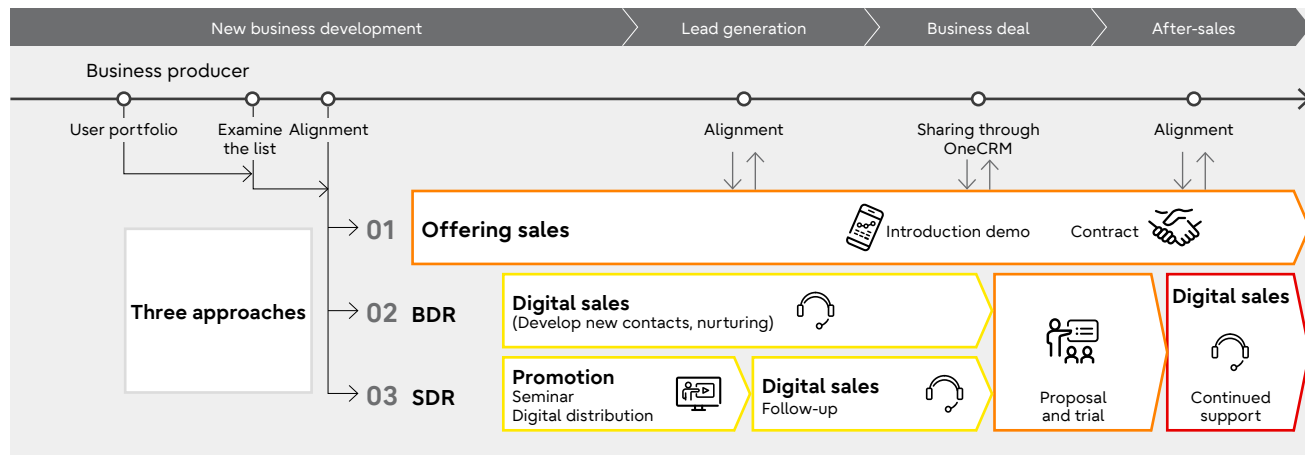 New business development
Lead generation
Business deal
After-sales
Business producer
User portfolio
Examine
the list
Alignment
Alignment
Sharing through
OneCRM
Alignment
Three approaches
01
Offering sales
Introduction demo
Contract
02 BDR
Digital sales
(Develop new contacts, nurturing)
03 SDR
Promotion
Seminar
Digital distribution
Digital sales
Follow-up
Proposal
and trial
Digital sales
Continued
support